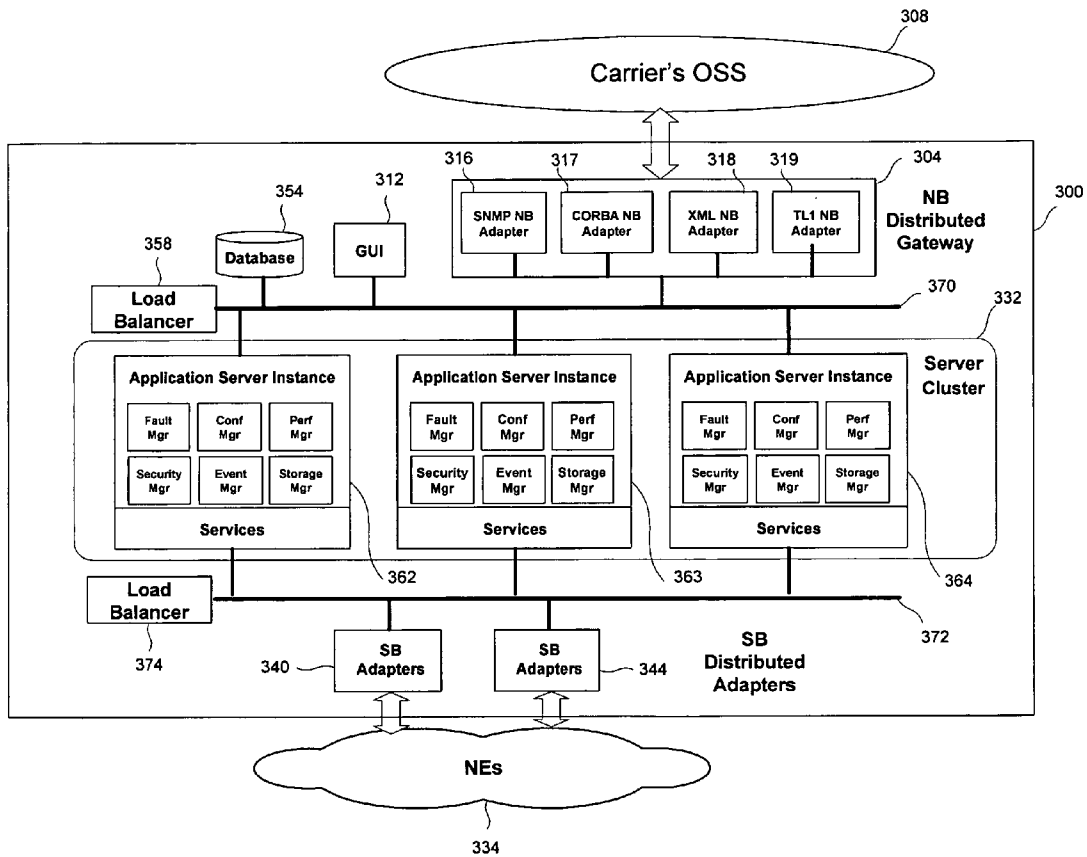 308
Carrier's OSS
316
317
318
319
304
300
354
312
SNMP NB
Adapter
CORBA NB
Adapter
XML NB
Adapter
TL1 NB
Adapter
NB
Distributed
Gateway
358
Database
GUI
Load
Balancer
370
332
Server
Cluster
Application Server Instance
Fault
Mgr
Conf
Mgr
Perf
Mgr
Security
Mgr
Event
Mgr
Storage
Mgr
Services
Application Server Instance
Fault
Mgr
Conf
Mgr
Perf
Mgr
Security
Mgr
Event
Mgr
Storage
Mgr
Services
Application Server Instance
Fault
Mgr
Conf
Mgr
Perf
Mgr
Security
Mgr
Event
Mgr
Storage
Mgr
Services
362
363
364
Load
Balancer
374
372
340
SB
Adapters
SB
Adapters
344
SB
Distributed
Adapters
NEs
334